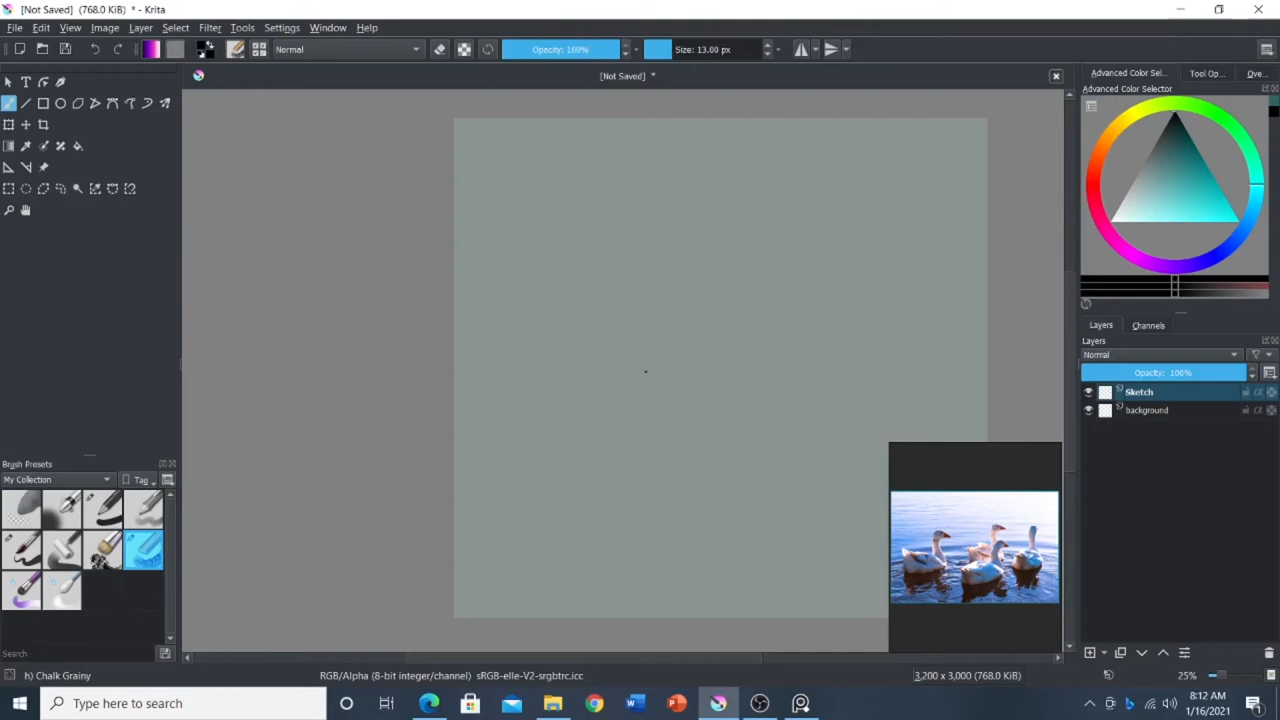 [Not Saved] (768.0 KiB) * - Krita
File Edit View Image Layer Select Filter Tools Settings Window Help
Normal Opacity: 100% Size: 13.00 px
[Not Saved] *
Advanced Color Sel... Tool Op... Ove...
Advanced Color Selector
Layers Channels
Layers
Normal
Opacity: 100%
Sketch
background
Brush Presets
My Collection Tag
Search
h) Chalk Grainy RGB/Alpha (8-bit integer/channel) sRGB-elle-V2-srgbtrc.icc 3,200 x 3,000 (768.0 KiB) 25%
Type here to search
8:12 AM
1/16/2021